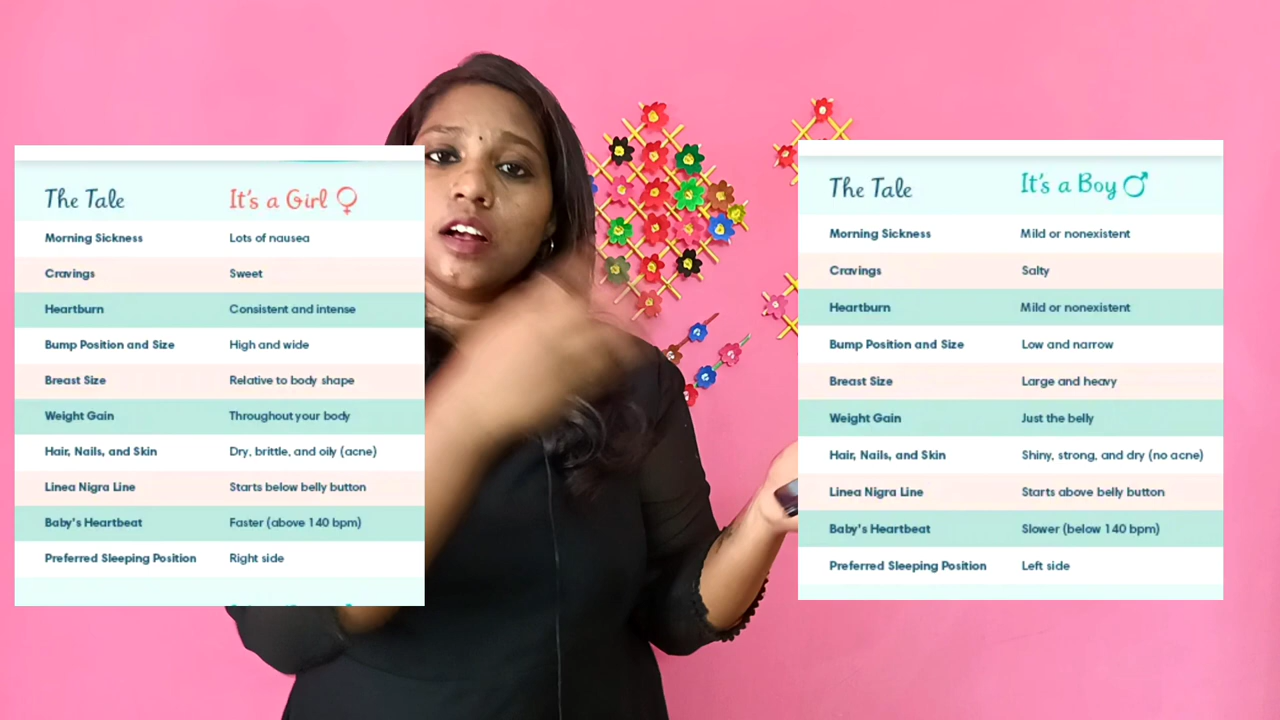 The Tale It's a Girl ♀
Morning Sickness Lots of nausea
Cravings Sweet
Heartburn Consistent and intense
Bump Position and Size High and wide
Breast Size Relative to body shape
Weight Gain Throughout your body
Hair, Nails, and Skin Dry, brittle, and oily (acne)
Linea Nigra Line Starts below belly button
Baby's Heartbeat Faster (above 140 bpm)
Preferred Sleeping Position Right side
The Tale It's a Boy ♂
Morning Sickness Mild or nonexistent
Cravings Salty
Heartburn Mild or nonexistent
Bump Position and Size Low and narrow
Breast Size Large and heavy
Weight Gain Just the belly
Hair, Nails, and Skin Shiny, strong, and dry (no acne)
Linea Nigra Line Starts above belly button
Baby's Heartbeat Slower (below 140 bpm)
Preferred Sleeping Position Left side